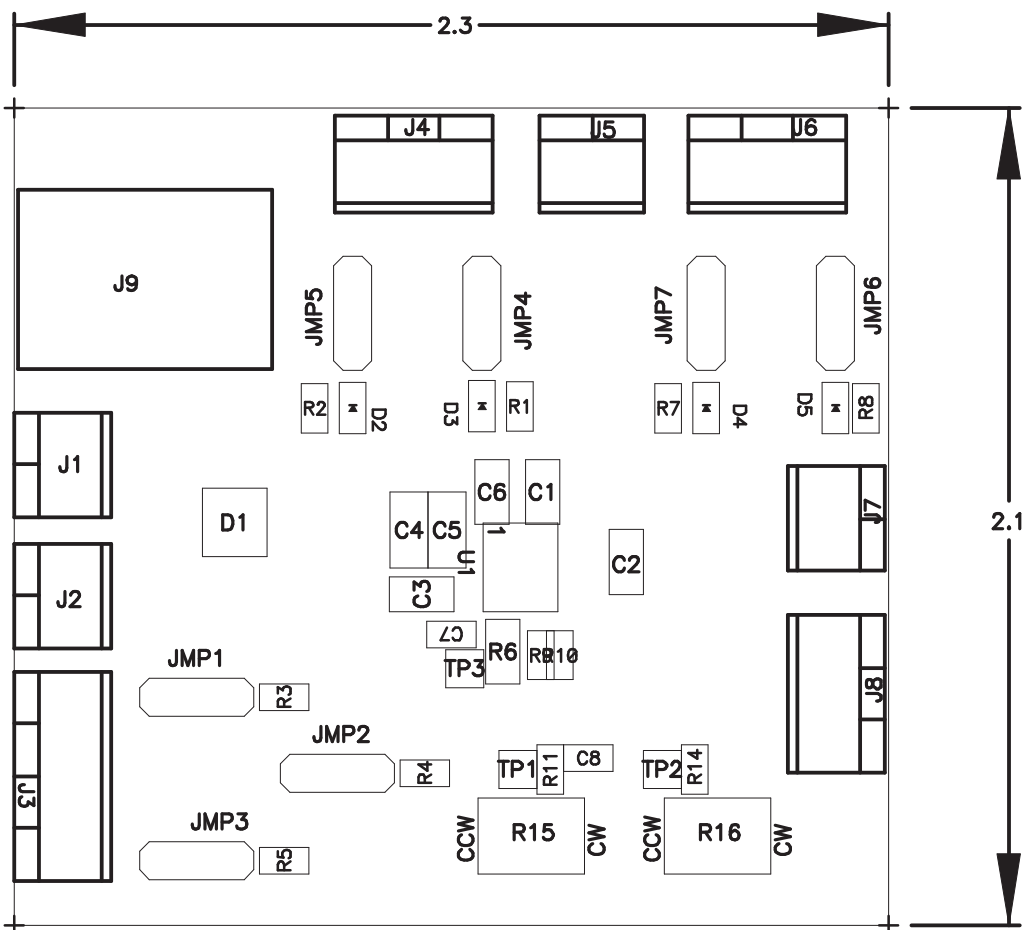 2.3
J4
J5
J6
J9
JMP5
JMP4
JMP7
JMP6
R2
D2
D3
R1
R7
D4
D5
R8
J1
C6
C1
J7
D1
C4
C5
1
U1
2.1
C2
J2
C3
C7
R6
R9
R10
TP3
JMP1
R3
J8
JMP2
R4
TP1
R11
C8
TP2
R14
J3
JMP3
CCW
R15
CW
CCW
R16
CW
R5